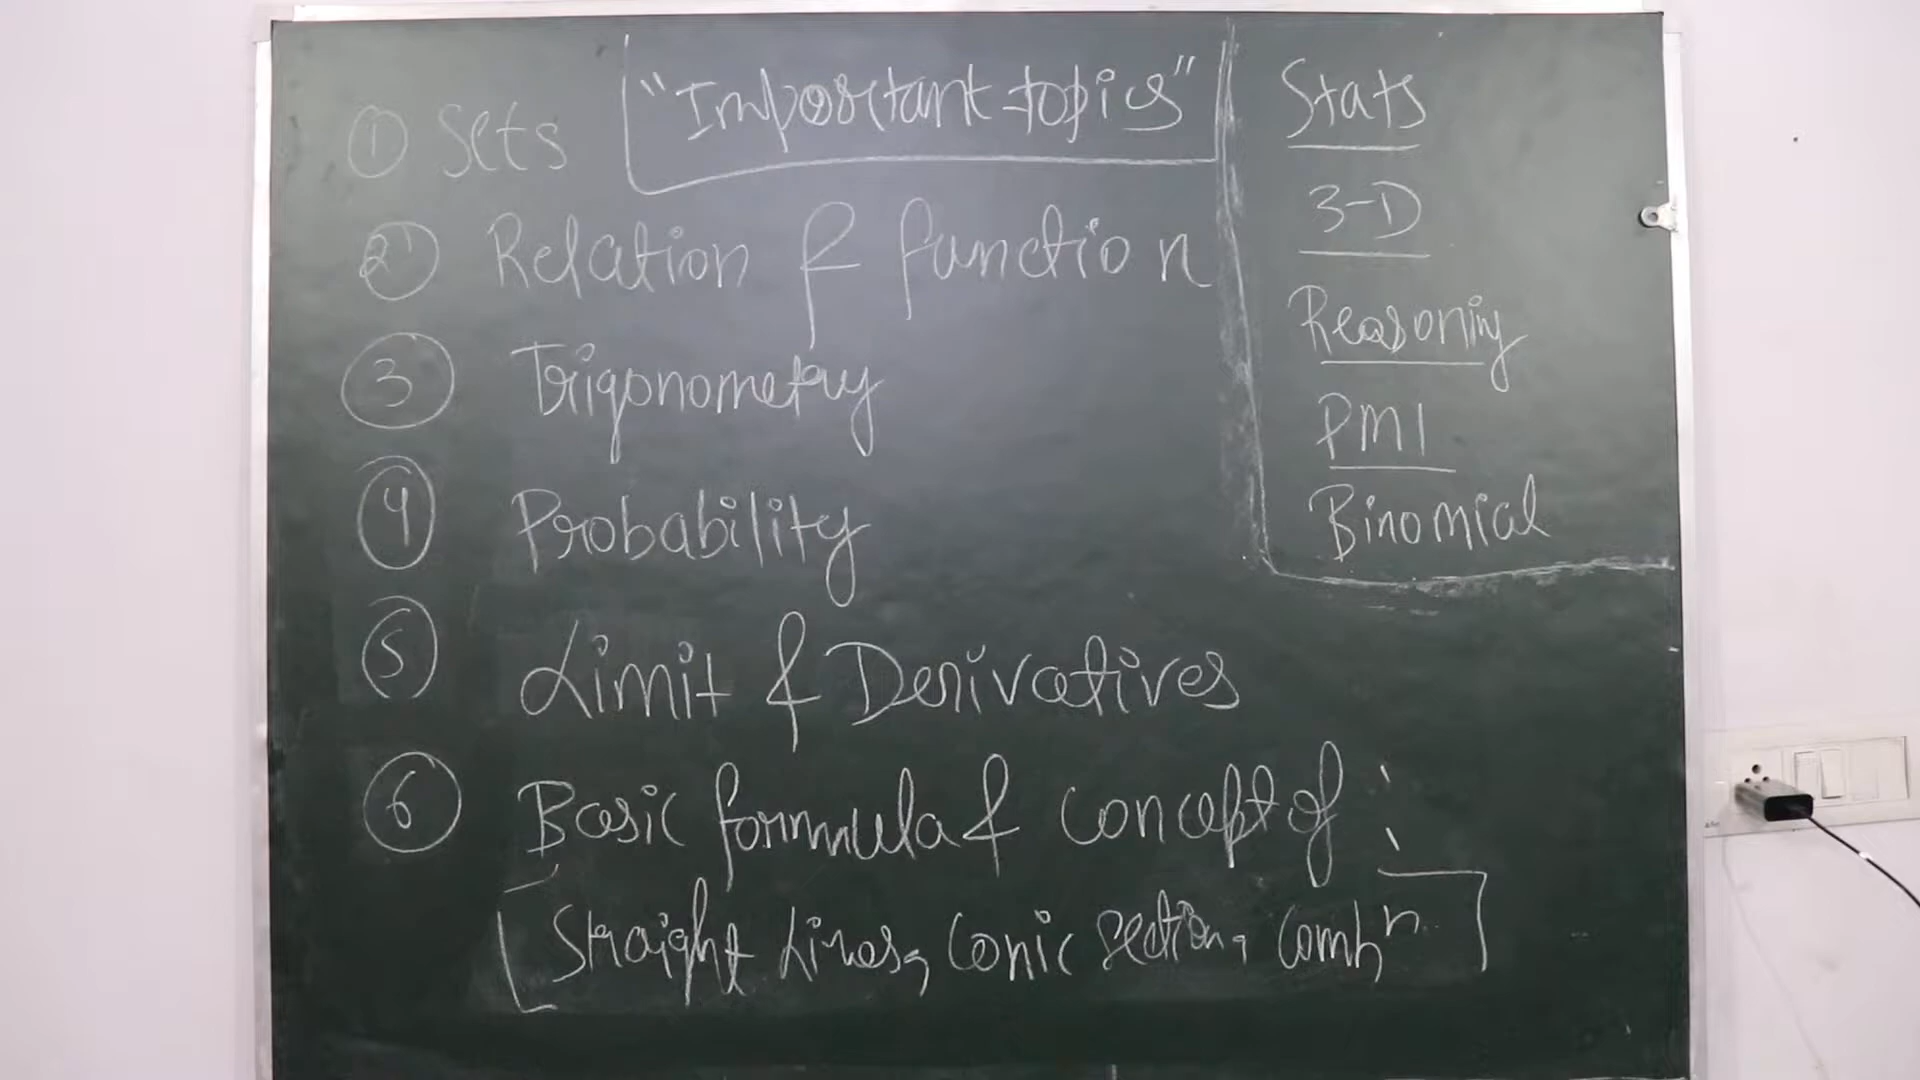 "Important topics"
① Sets
② Relation & function
③ Trigonometry
④ Probability
⑤ Limit & Derivatives
⑥ Basic formula & concept of :
[Straight Lines, Conic section, Combⁿ]
Stats
3-D
Reasoning
PMI
Binomial